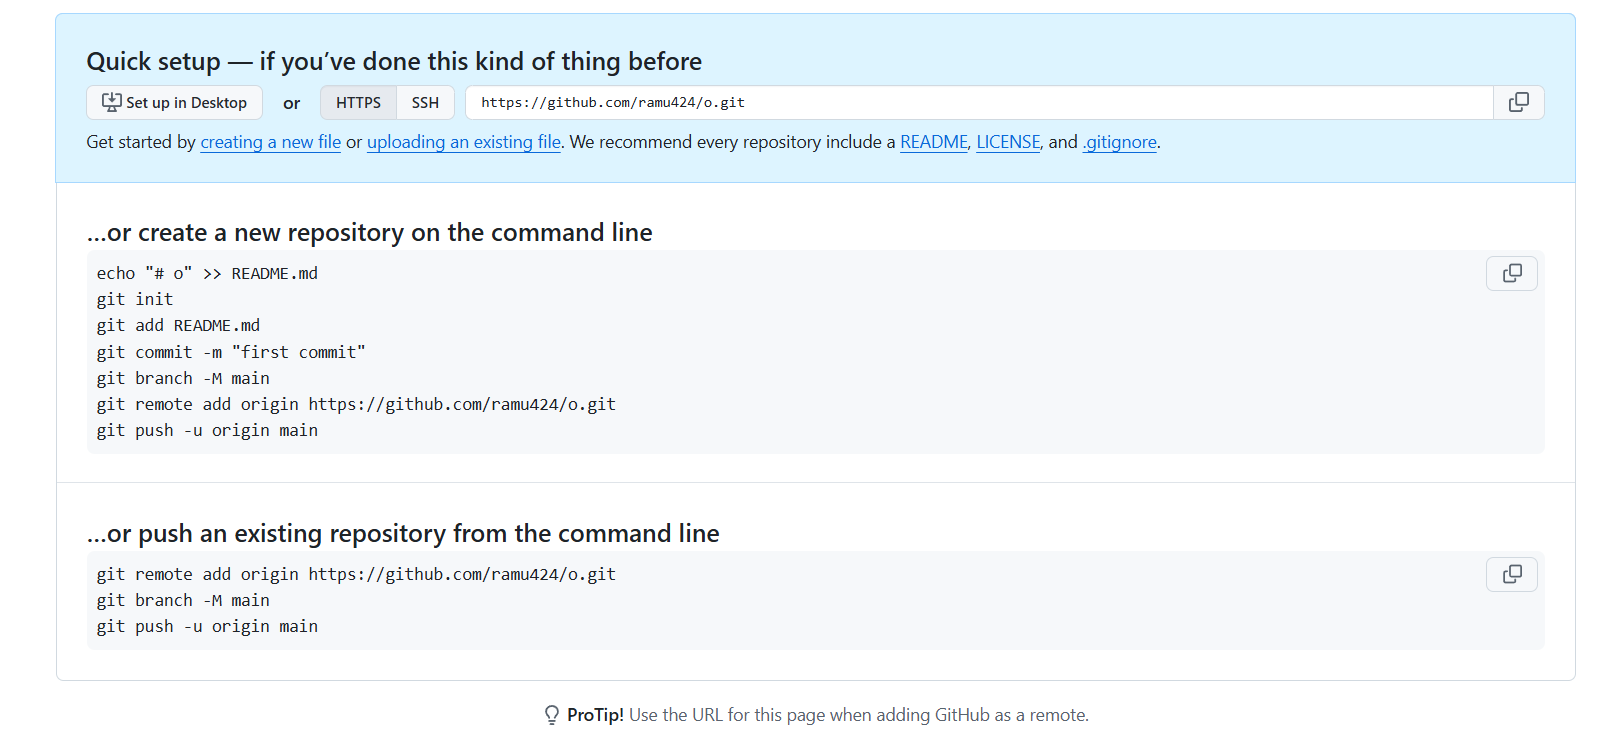 Quick setup — if you’ve done this kind of thing before
Set up in Desktop or HTTPS SSH https://github.com/ramu424/o.git
Get started by creating a new file or uploading an existing file. We recommend every repository include a README, LICENSE, and .gitignore.
…or create a new repository on the command line
echo "# o" >> README.md
git init
git add README.md
git commit -m "first commit"
git branch -M main
git remote add origin https://github.com/ramu424/o.git
git push -u origin main
…or push an existing repository from the command line
git remote add origin https://github.com/ramu424/o.git
git branch -M main
git push -u origin main
ProTip! Use the URL for this page when adding GitHub as a remote.